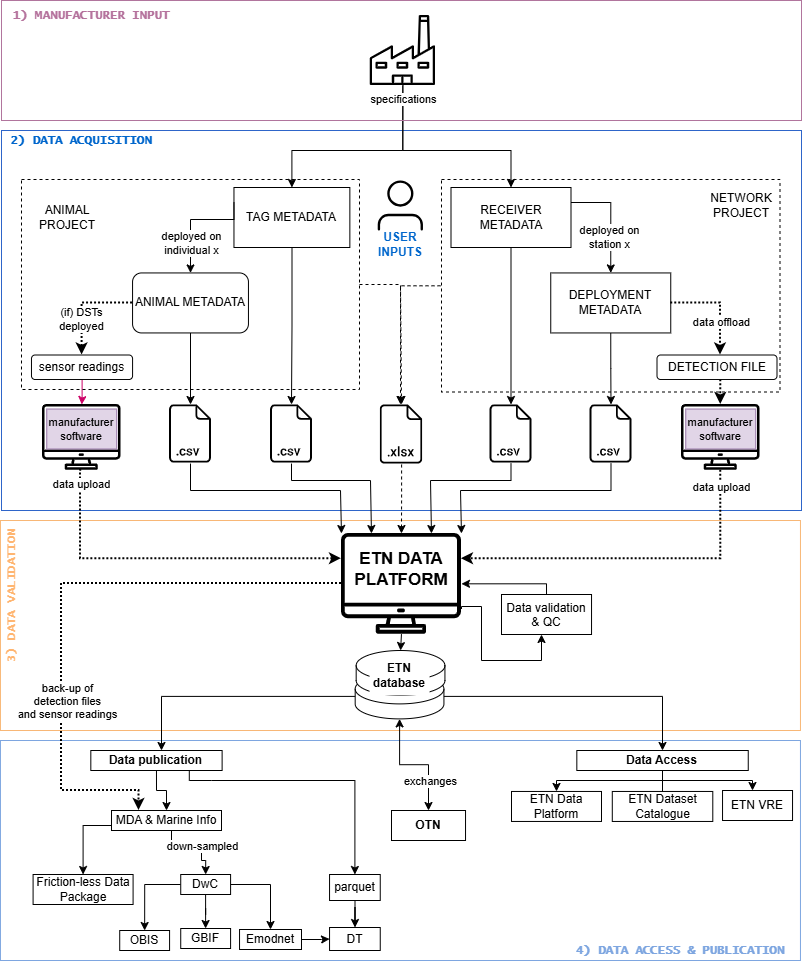 1) MANUFACTURER INPUT
specifications
2) DATA ACQUISITION
ANIMAL
PROJECT
TAG METADATA
USER
INPUTS
RECEIVER
METADATA
NETWORK
PROJECT
deployed on
individual x
deployed on
station x
ANIMAL METADATA
DEPLOYMENT
METADATA
(if) DSTs
deployed
data offload
sensor readings
DETECTION FILE
manufacturer
software
.csv
.csv
.xlsx
.csv
.csv
manufacturer
software
data upload
data upload
3) DATA VALIDATION
ETN DATA
PLATFORM
Data validation
& QC
ETN
database
back-up of
detection files
and sensor readings
Data publication
exchanges
OTN
Data Access
ETN Data
Platform
ETN Dataset
Catalogue
ETN VRE
MDA & Marine Info
down-sampled
Friction-less Data
Package
DwC
parquet
OBIS
GBIF
Emodnet
DT
4) DATA ACCESS & PUBLICATION